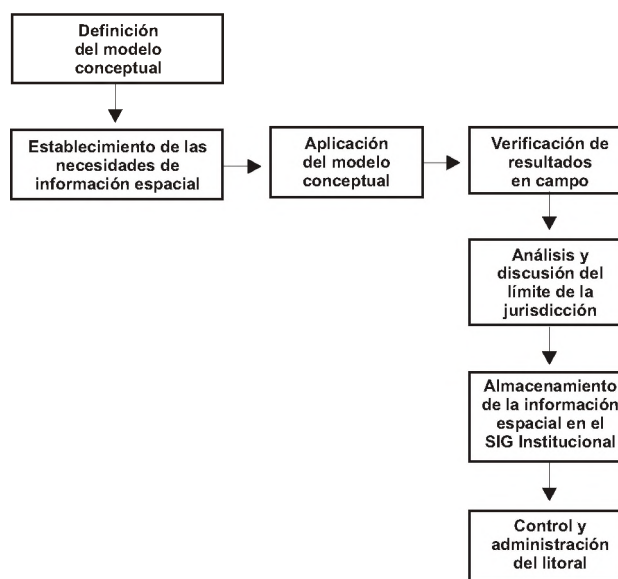 Definición
del modelo
conceptual
Establecimiento de las
necesidades de
información espacial
Aplicación
del modelo
conceptual
Verificación de
resultados
en campo
Análisis y
discusión del
límite de la
jurisdicción
Almacenamiento
de la información
espacial en el
SIG Institucional
Control y
administración
del litoral